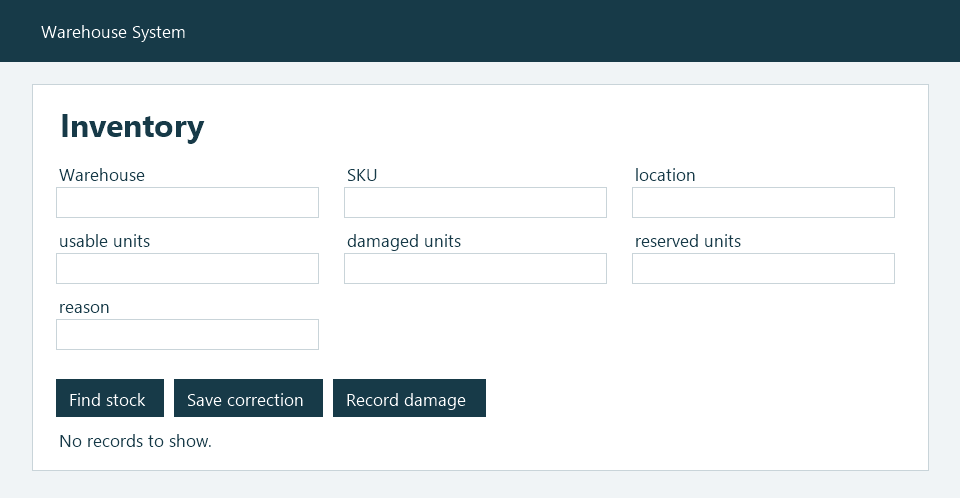 Warehouse System
Inventory
Warehouse SKU location
usable units damaged units reserved units
reason
Find stock Save correction Record damage
No records to show.